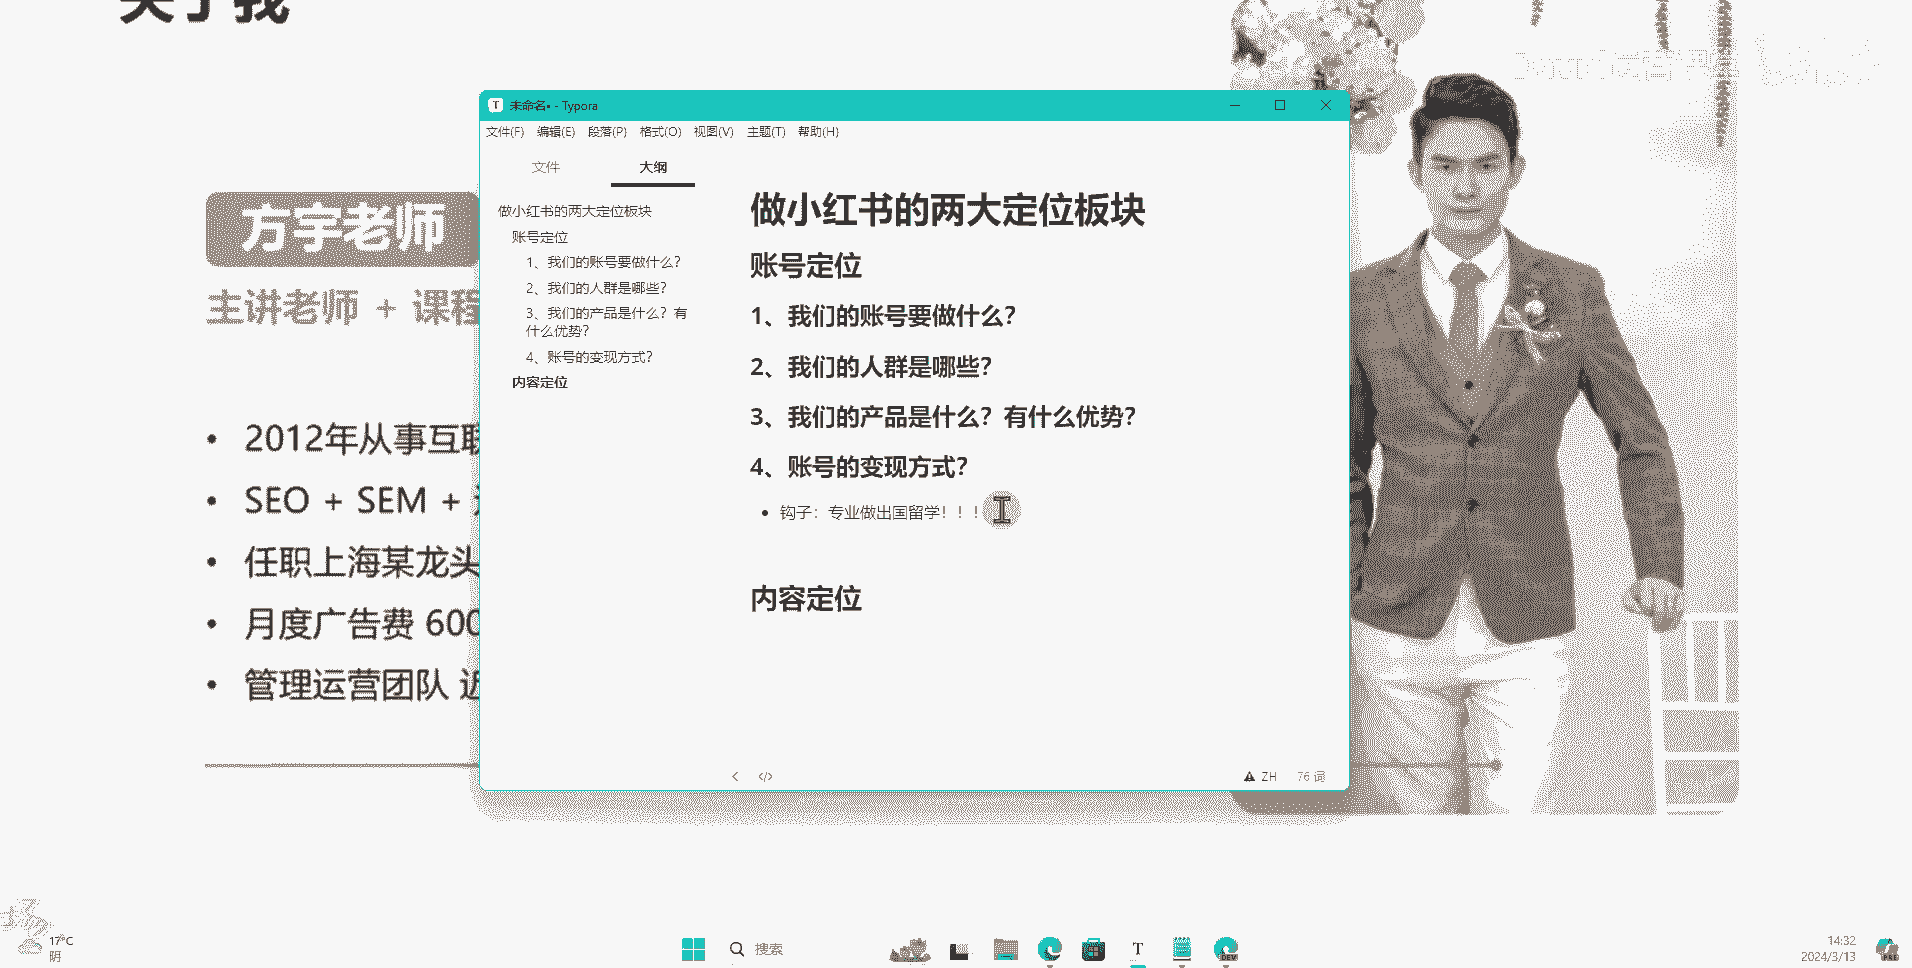 关于我
未命名• - Typora
文件(F) 编辑(E) 段落(P) 格式(O) 视图(V) 主题(T) 帮助(H)
文件 大纲
做小红书的两大定位板块
账号定位
1、我们的账号要做什么？
2、我们的人群是哪些？
3、我们的产品是什么？有
什么优势？
4、账号的变现方式？
内容定位
做小红书的两大定位板块
账号定位
1、我们的账号要做什么？
2、我们的人群是哪些？
3、我们的产品是什么？有什么优势？
4、账号的变现方式？
• 钩子：专业做出国留学！！！
内容定位
ZH 76 词
方宇老师
主讲老师 + 课程
• 2012年从事互联
• SEO + SEM +
• 任职上海某龙头
• 月度广告费 600
• 管理运营团队 近
17°C
阴
搜索
T
DEV
14:32
2024/3/13
PRE